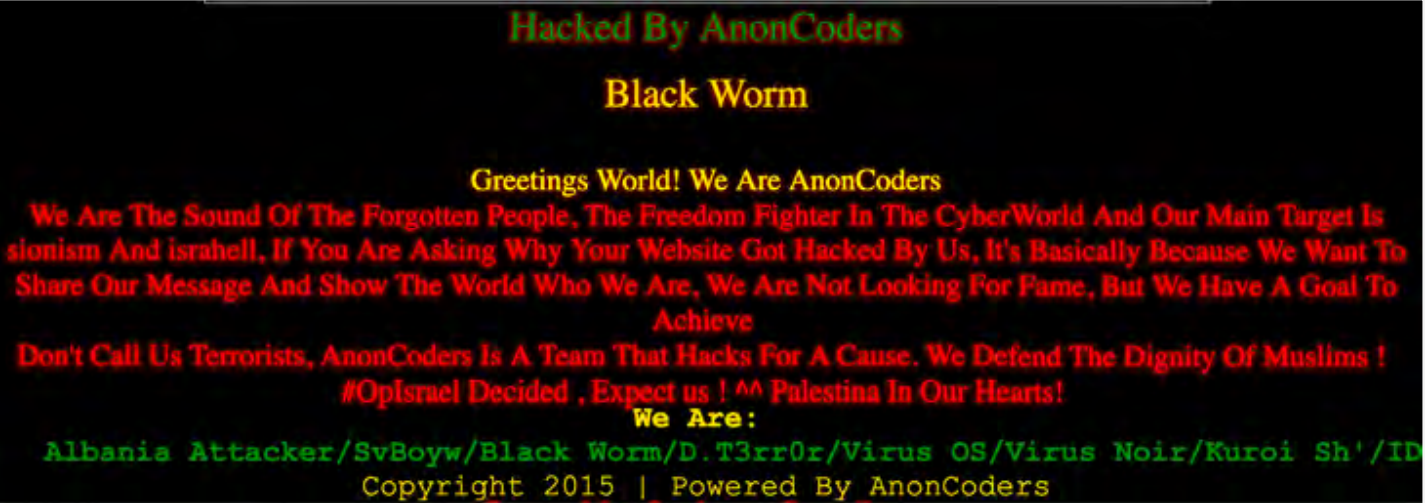 Hacked By AnonCoders
Black Worm
Greetings World! We Are AnonCoders
We Are The Sound Of The Forgotten People, The Freedom Fighter In The CyberWorld And Our Main Target Is
sionism And israhell, If You Are Asking Why Your Website Got Hacked By Us, It's Basically Because We Want To
Share Our Message And Show The World Who We Are, We Are Not Looking For Fame, But We Have A Goal To
Achieve
Don't Call Us Terrorists, AnonCoders Is A Team That Hacks For A Cause. We Defend The Dignity Of Muslims !
#OpIsrael Decided , Expect us ! ^^ Palestina In Our Hearts!
We Are:
Albania Attacker/SvBoyw/Black Worm/D.T3rr0r/Virus OS/Virus Noir/Kuroi Sh'/ID
Copyright 2015 | Powered By AnonCoders